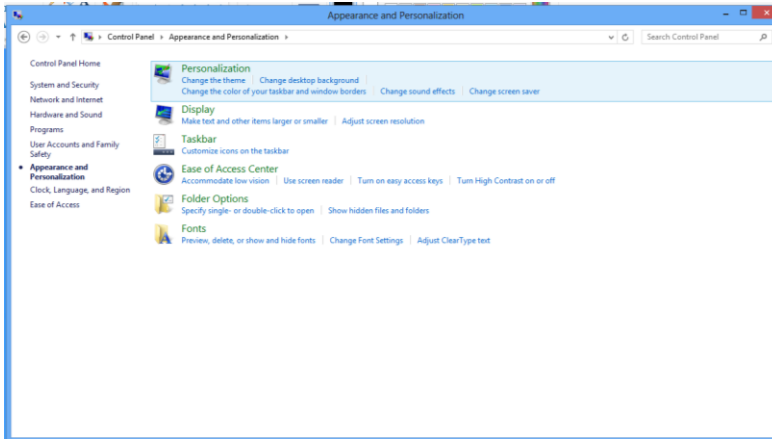 Appearance and Personalization
Control Panel Appearance and Personalization
Search Control Panel
Control Panel Home
System and Security
Network and Internet
Hardware and Sound
Programs
User Accounts and Family
Safety
Appearance and
Personalization
Clock, Language, and Region
Ease of Access
Personalization
Change the theme Change desktop background
Change the color of your taskbar and window borders Change sound effects Change screen saver
Display
Make text and other items larger or smaller Adjust screen resolution
Taskbar
Customize icons on the taskbar
Ease of Access Center
Accommodate low vision Use screen reader Turn on easy access keys Turn High Contrast on or off
Folder Options
Specify single- or double-click to open Show hidden files and folders
Fonts
Preview, delete, or show and hide fonts Change Font Settings Adjust ClearType text